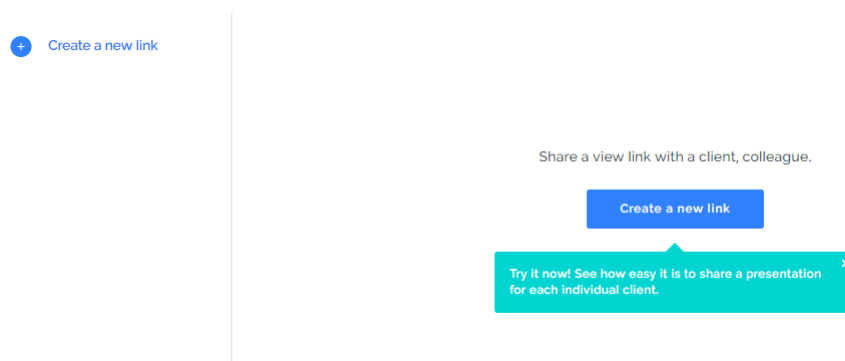 Create a new link
Share a view link with a client, colleague.
Create a new link
Try it now! See how easy it is to share a presentation
for each individual client.